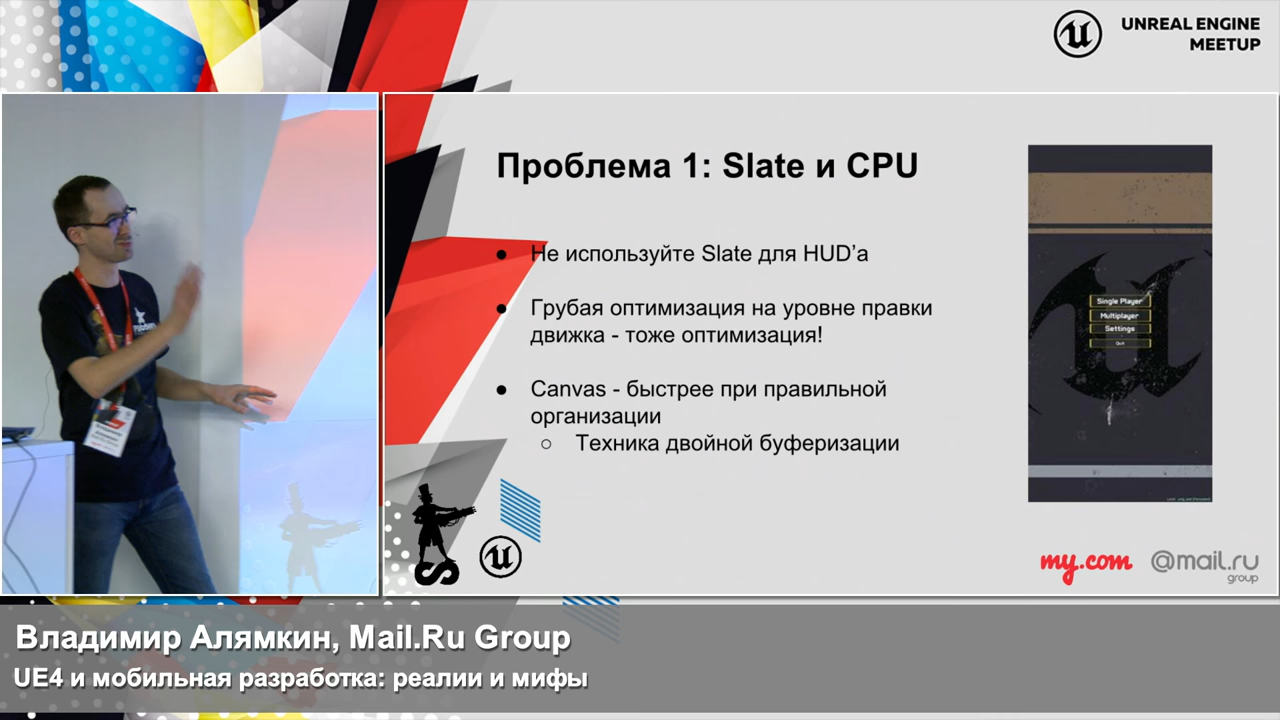 UNREAL ENGINE
MEETUP
Проблема 1: Slate и CPU
● Не используйте Slate для HUD’а
● Грубая оптимизация на уровне правки
движка - тоже оптимизация!
● Canvas - быстрее при правильной
организации
○ Техника двойной буферизации
Single Player
Multiplayer
Settings
Quit
my.com @mail.ru
group
Владимир Алямкин, Mail.Ru Group
UE4 и мобильная разработка: реалии и мифы